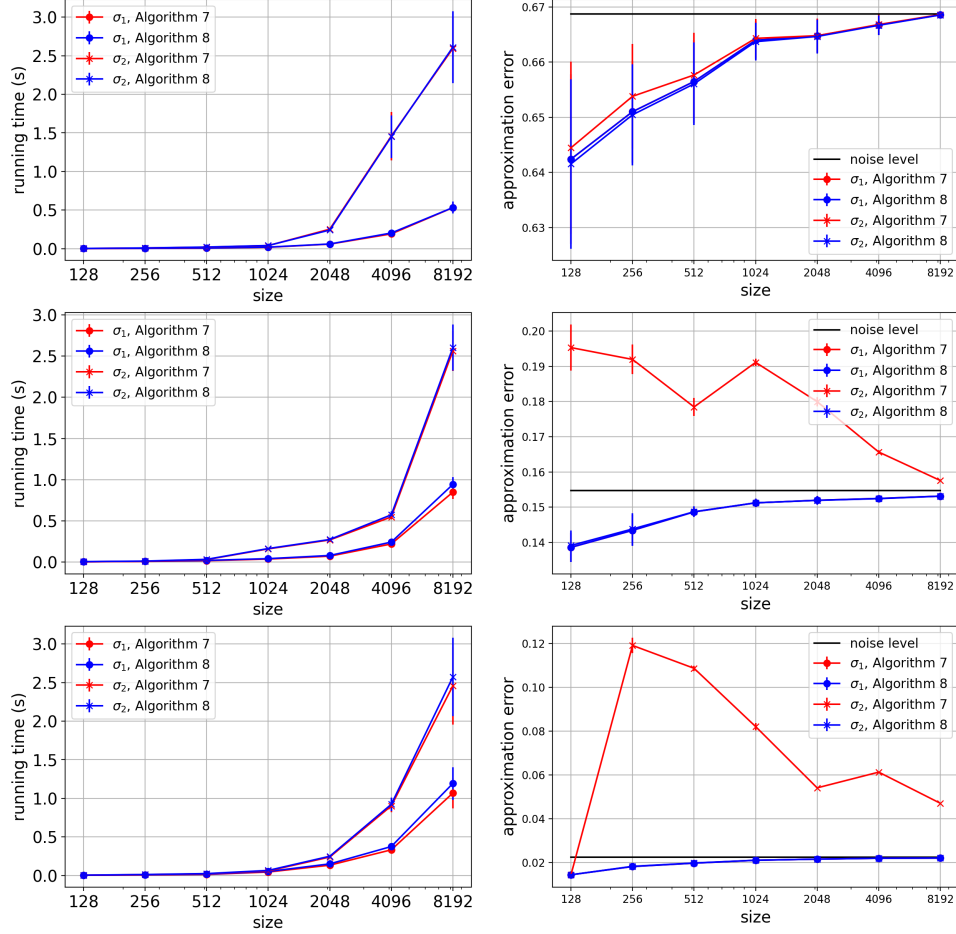 3.0
2.5
2.0
1.5
1.0
0.5
0.0
running time (s)
σ1, Algorithm 7
σ1, Algorithm 8
σ2, Algorithm 7
σ2, Algorithm 8
128 256 512 1024 2048 4096 8192
size
0.67
0.66
0.65
0.64
0.63
approximation error
noise level
σ1, Algorithm 7
σ1, Algorithm 8
σ2, Algorithm 7
σ2, Algorithm 8
128 256 512 1024 2048 4096 8192
size
3.0
2.5
2.0
1.5
1.0
0.5
0.0
running time (s)
σ1, Algorithm 7
σ1, Algorithm 8
σ2, Algorithm 7
σ2, Algorithm 8
128 256 512 1024 2048 4096 8192
size
0.20
0.19
0.18
0.17
0.16
0.15
0.14
approximation error
noise level
σ1, Algorithm 7
σ1, Algorithm 8
σ2, Algorithm 7
σ2, Algorithm 8
128 256 512 1024 2048 4096 8192
size
3.0
2.5
2.0
1.5
1.0
0.5
0.0
running time (s)
σ1, Algorithm 7
σ1, Algorithm 8
σ2, Algorithm 7
σ2, Algorithm 8
128 256 512 1024 2048 4096 8192
size
0.12
0.10
0.08
0.06
0.04
0.02
approximation error
noise level
σ1, Algorithm 7
σ1, Algorithm 8
σ2, Algorithm 7
σ2, Algorithm 8
128 256 512 1024 2048 4096 8192
size